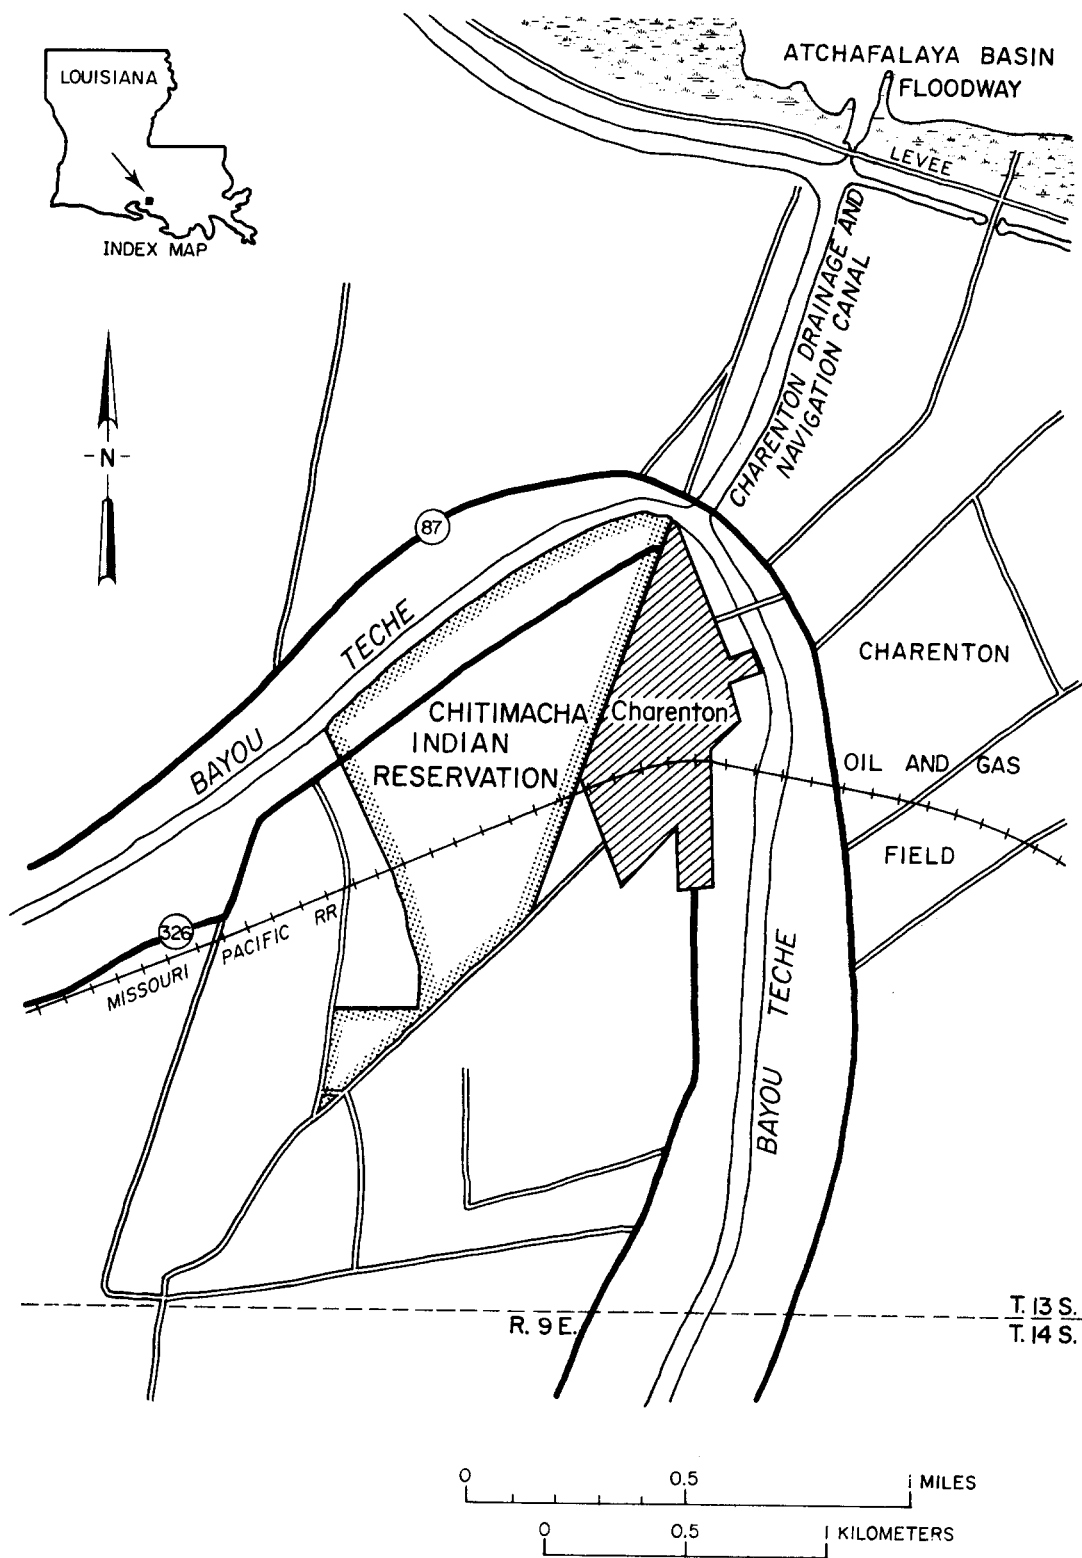 LOUISIANA
INDEX MAP
ATCHAFALAYA BASIN
FLOODWAY
LEVEE
CHARENTON DRAINAGE AND
NAVIGATION CANAL
N
87
BAYOU TECHE
CHITIMACHA
INDIAN
RESERVATION
Charenton
CHARENTON
OIL AND GAS
FIELD
326
MISSOURI PACIFIC RR
BAYOU TECHE
R. 9 E.
T. 13 S.
T. 14 S.
0 0.5 1 MILES
0 0.5 1 KILOMETERS